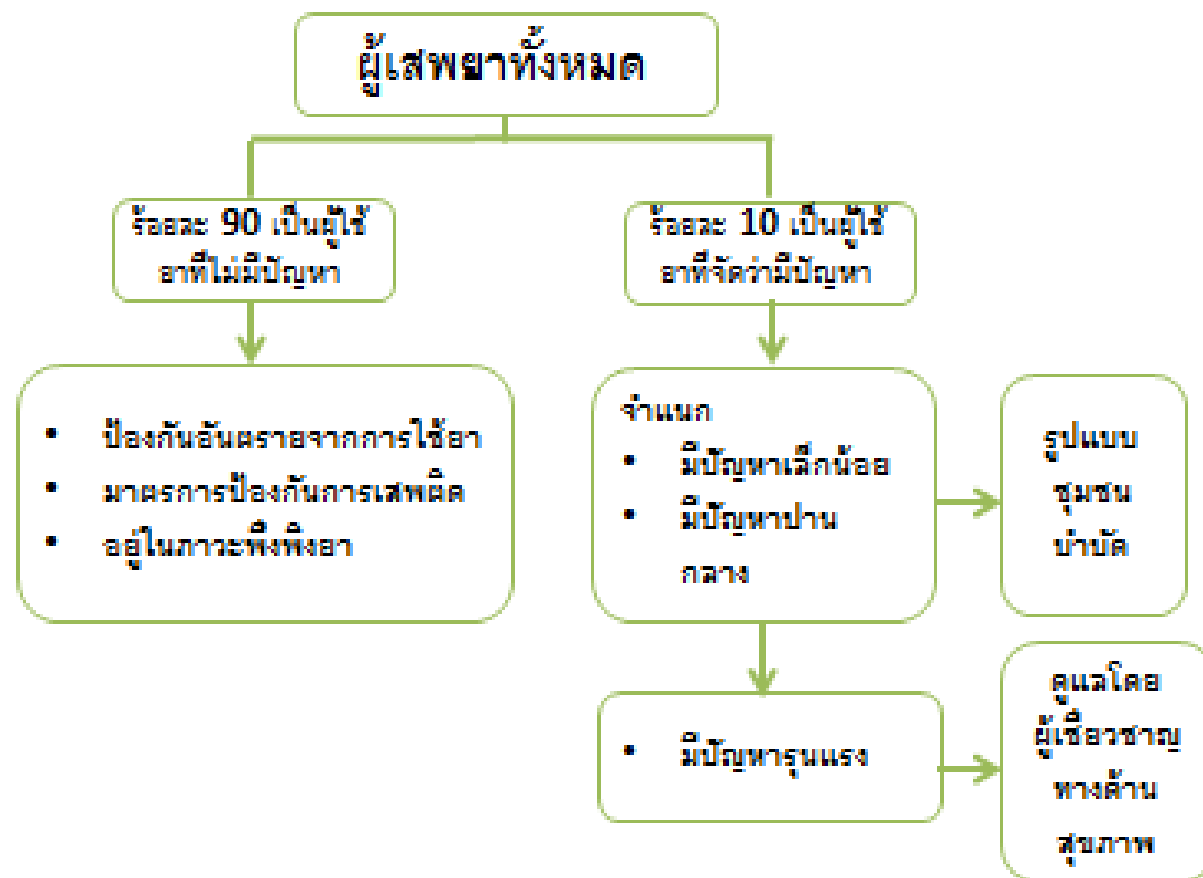 ผู้เสพยาทั้งหมด
ร้อยละ 90 เป็นผู้ใช้
ยาที่ไม่มีปัญหา
ร้อยละ 10 เป็นผู้ใช้
ยาที่จัดว่ามีปัญหา
• ป้องกันอันตรายจากการใช้ยา
• มาตรการป้องกันการเสพติด
• อยู่ในภาวะพึ่งพิงยา
จำแนก
• มีปัญหาเล็กน้อย
• มีปัญหาปาน
กลาง
รูปแบบ
ชุมชน
บำบัด
• มีปัญหารุนแรง
ดูแลโดย
ผู้เชี่ยวชาญ
ทางด้าน
สุขภาพ